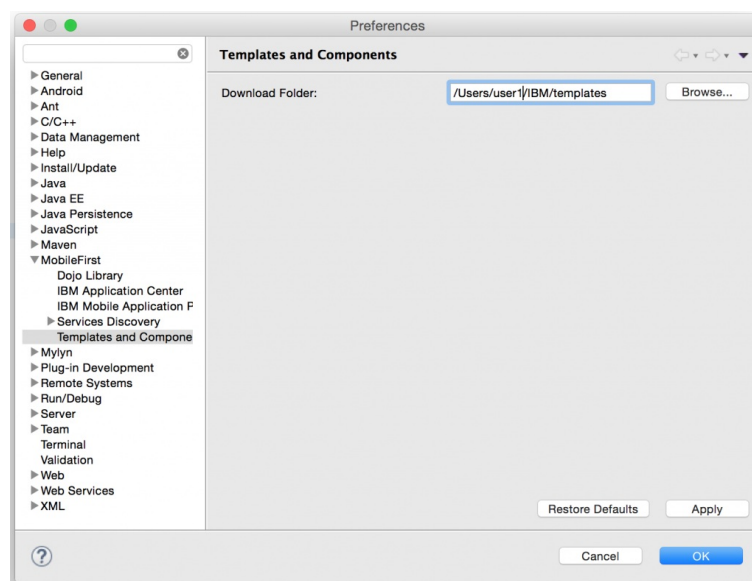 Preferences
Templates and Components
General
Android
Ant
C/C++
Data Management
Help
Install/Update
Java
Java EE
Java Persistence
JavaScript
Maven
MobileFirst
Dojo Library
IBM Application Center
IBM Mobile Application P
Services Discovery
Templates and Compone
Mylyn
Plug-in Development
Remote Systems
Run/Debug
Server
Team
Terminal
Validation
Web
Web Services
XML
Download Folder: /Users/user1/IBM/templates Browse...
Restore Defaults Apply
? Cancel OK